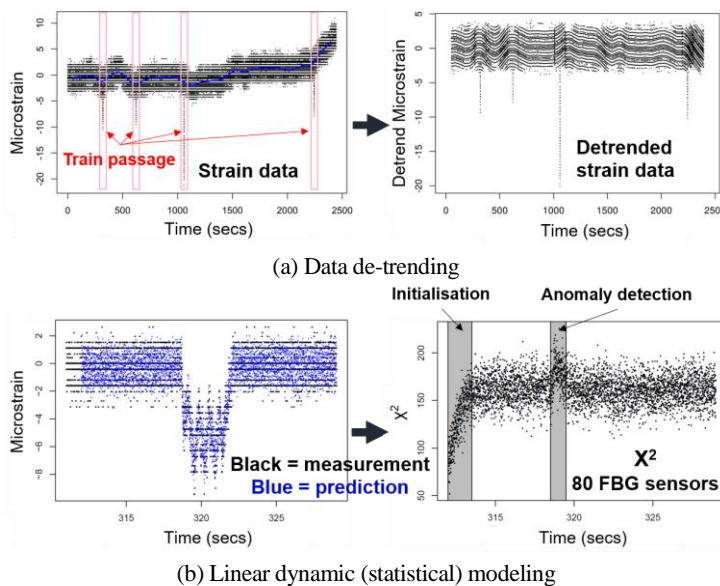 5
0
-5
-10
-15
-20
Microstrain
Train passage
Strain data
0
500
1000
1500
2000
2500
Time (secs)
5
0
-5
-10
-15
-20
Detrend Microstrain
Detrended
strain data
0
500
1000
1500
2000
2500
Time (secs)
(a) Data de-trending
2
0
-2
-4
-6
-8
Microstrain
Black = measurement
Blue = prediction
315
320
325
Time (secs)
Initialisation
Anomaly detection
200
150
100
50
χ²
X²
80 FBG sensors
315
320
325
Time (secs)
(b) Linear dynamic (statistical) modeling